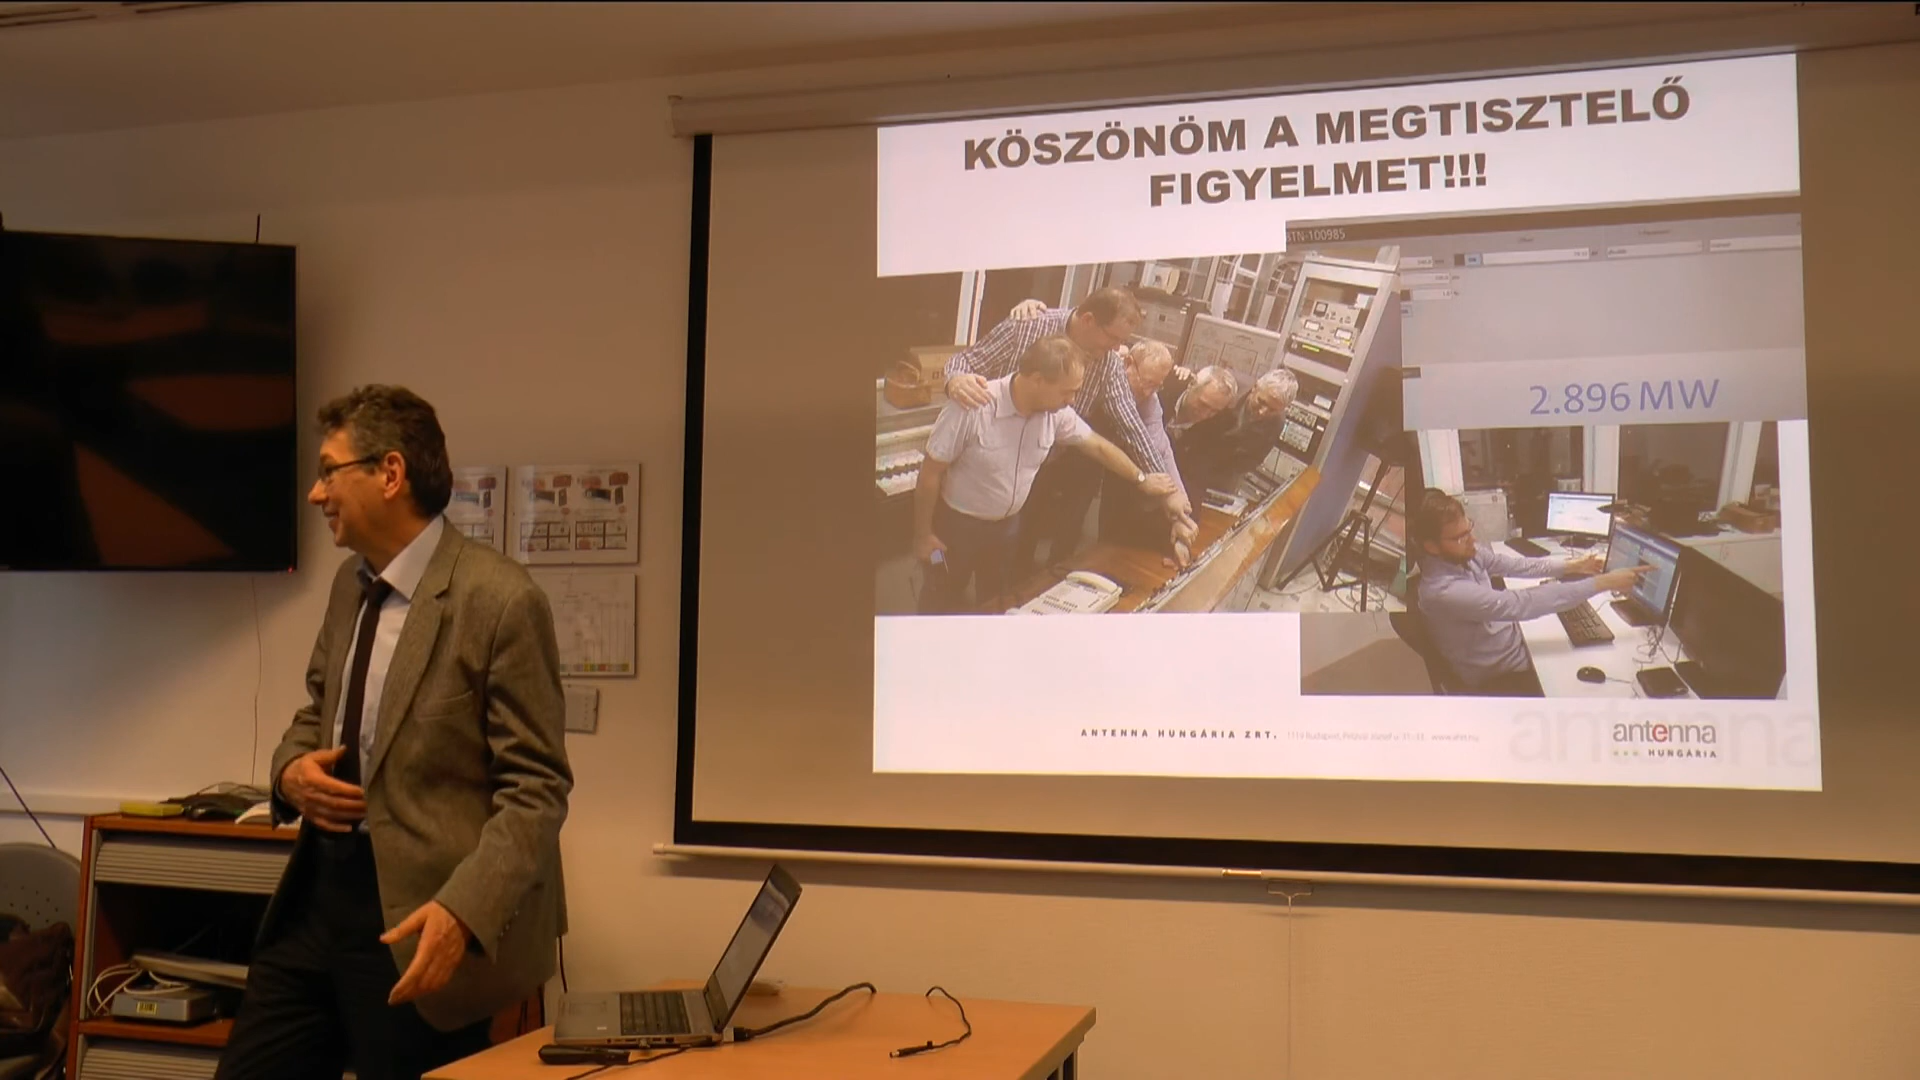 KÖSZÖNÖM A MEGTISZTELŐ
FIGYELMET!!!
2.896 MW
ANTENNA HUNGÁRIA ZRT.
antenna
HUNGÁRIA